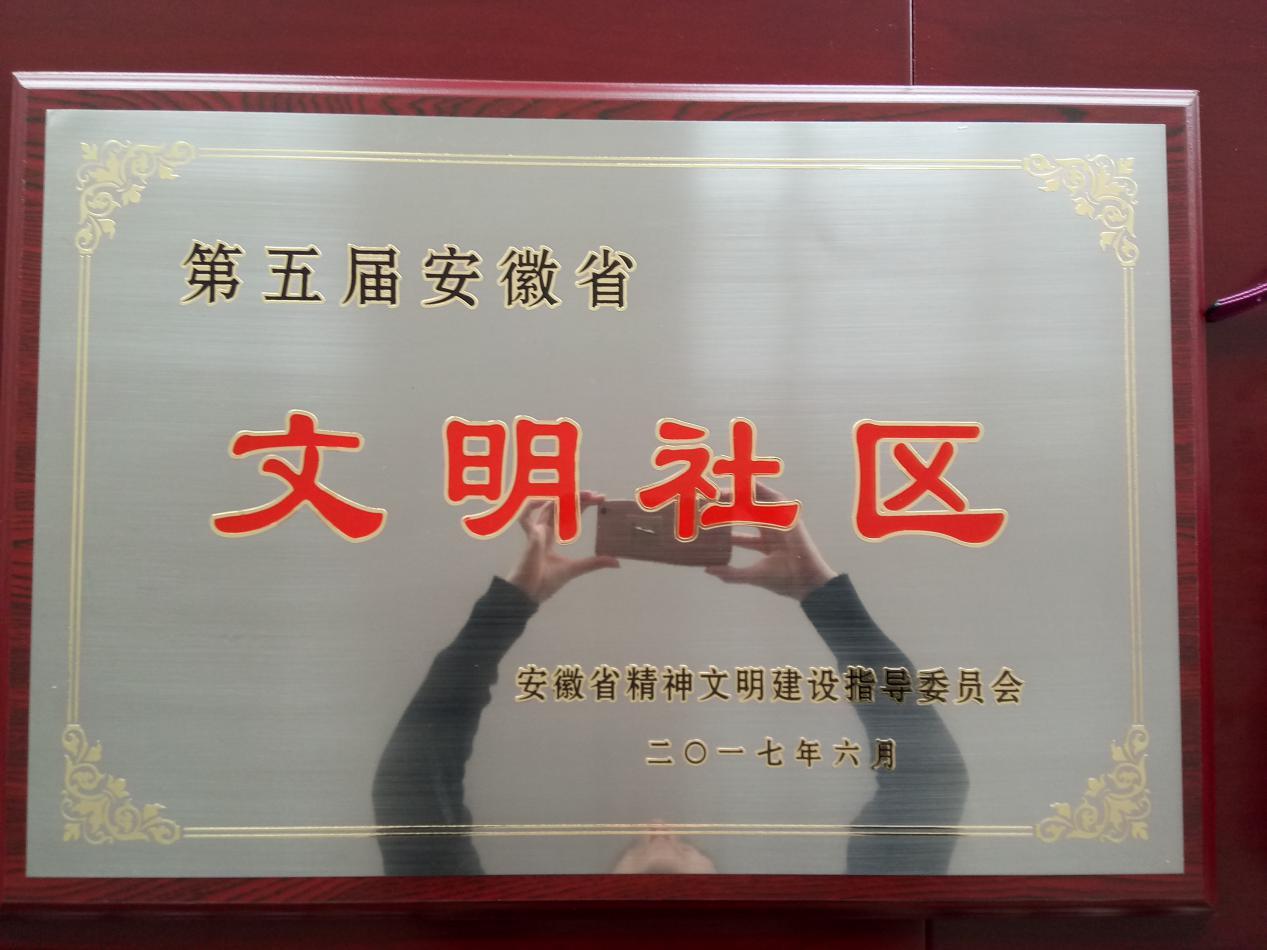 第五届安徽省
文明社区
安徽省精神文明建设指导委员会
二〇一七年六月